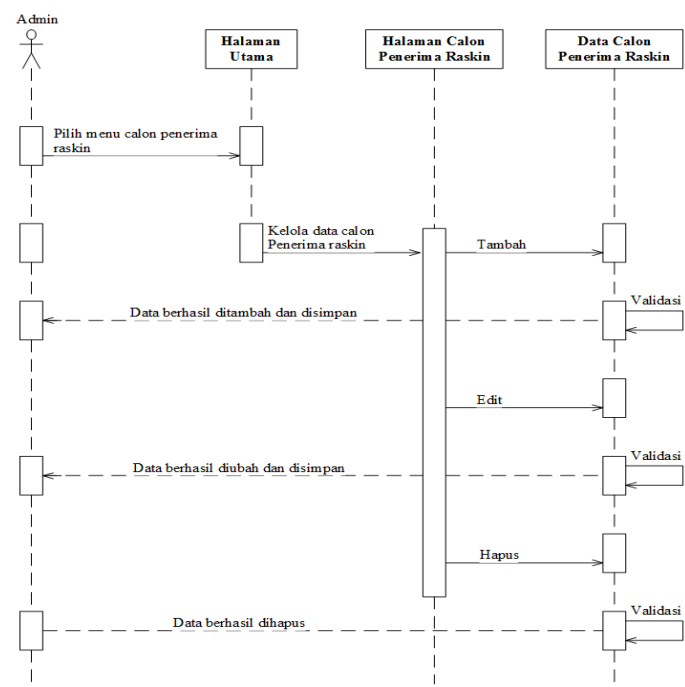 Admin
Halaman
Utama
Halaman Calon
Penerima Raskin
Data Calon
Penerima Raskin
Pilih menu calon penerima
raskin
Kelola data calon
Penerima raskin
Tambah
Validasi
Data berhasil ditambah dan disimpan
Edit
Validasi
Data berhasil diubah dan disimpan
Hapus
Validasi
Data berhasil dihapus